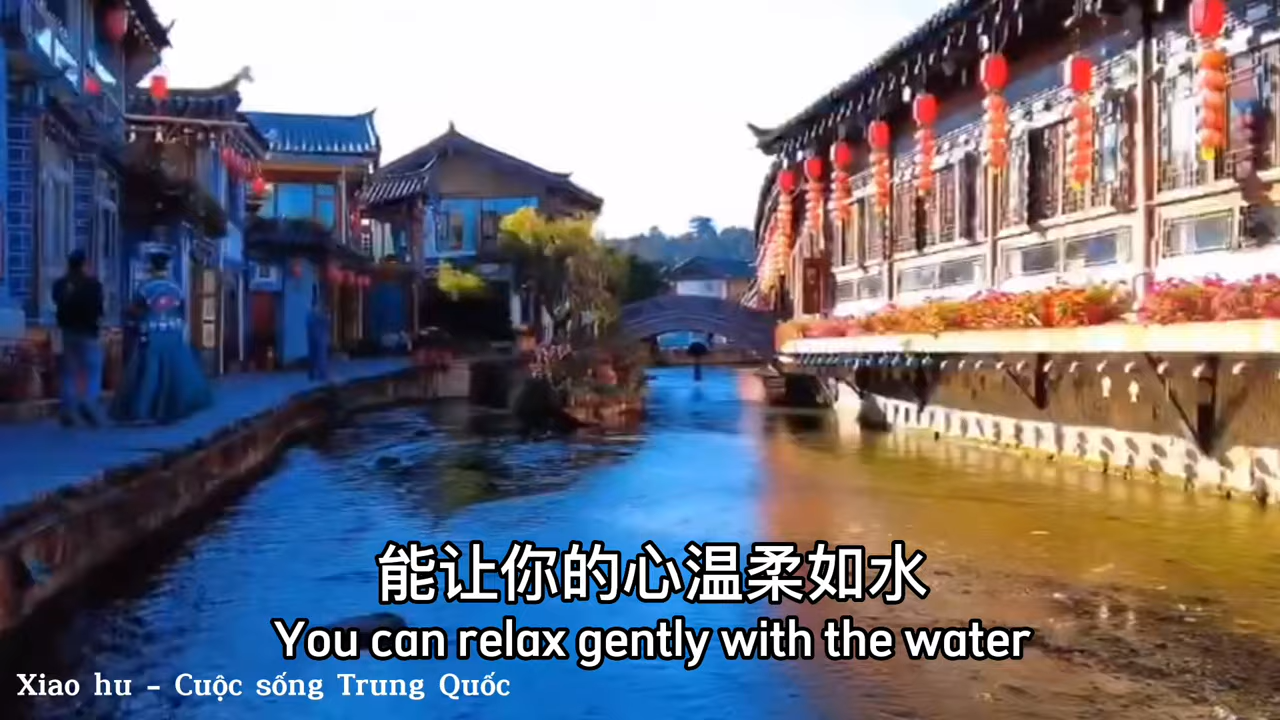 能让你的心温柔如水
You can relax gently with the water
Xiao hu - Cuộc sống Trung Quốc